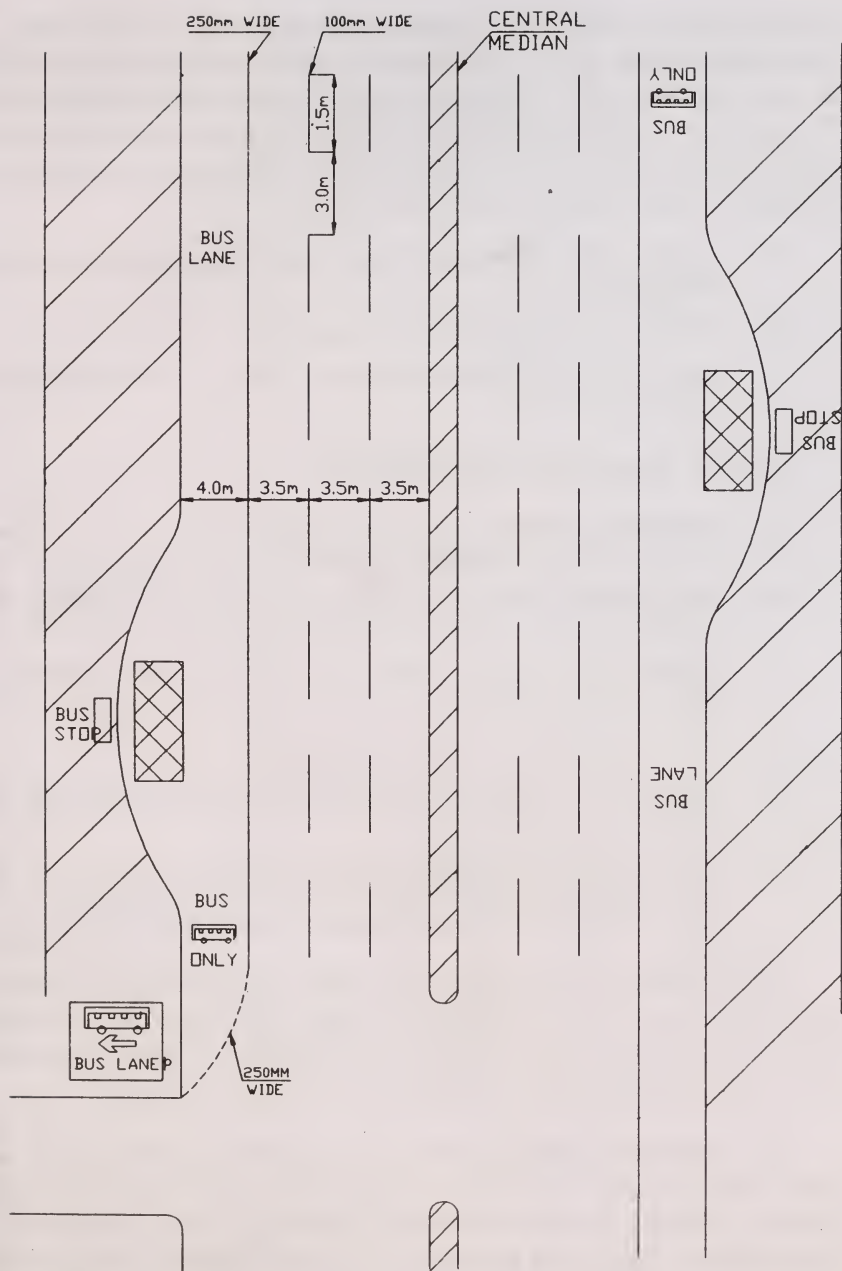 250mm WIDE
100mm WIDE
CENTRAL
MEDIAN
1.5m
3.0m
BUS
LANE
4.0m
3.5m
3.5m
3.5m
BUS
STOP
BUS
ONLY
BUS LANE
250MM
WIDE
BUS
ONLY
BUS
STOP
BUS
LANE